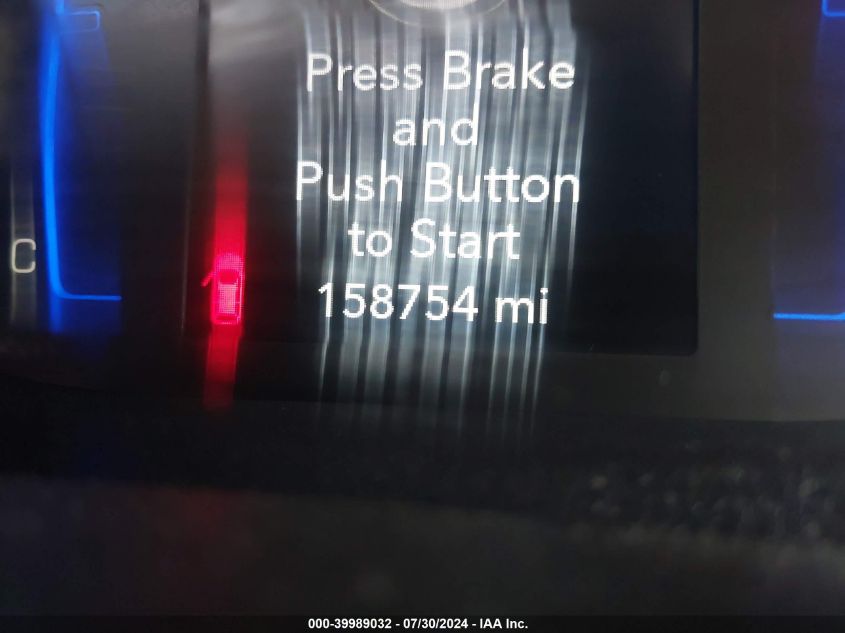 Press Brake
and
Push Button
to Start
158754 mi
C
000-39989032 - 07/30/2024 - IAA Inc.